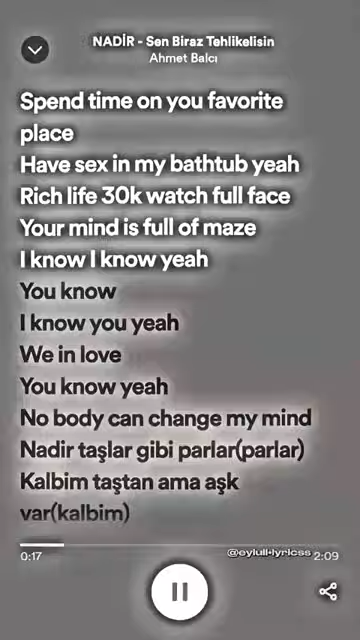 NADİR - Sen Biraz Tehlikelisin
Ahmet Balcı
Spend time on you favorite
place
Have sex in my bathtub yeah
Rich life 30k watch full face
Your mind is full of maze
I know I know yeah
You know
I know you yeah
We in love
You know yeah
No body can change my mind
Nadir taşlar gibi parlar(parlar)
Kalbim taştan ama aşk
var(kalbim)
@eylull•lyricss
0:17 2:09